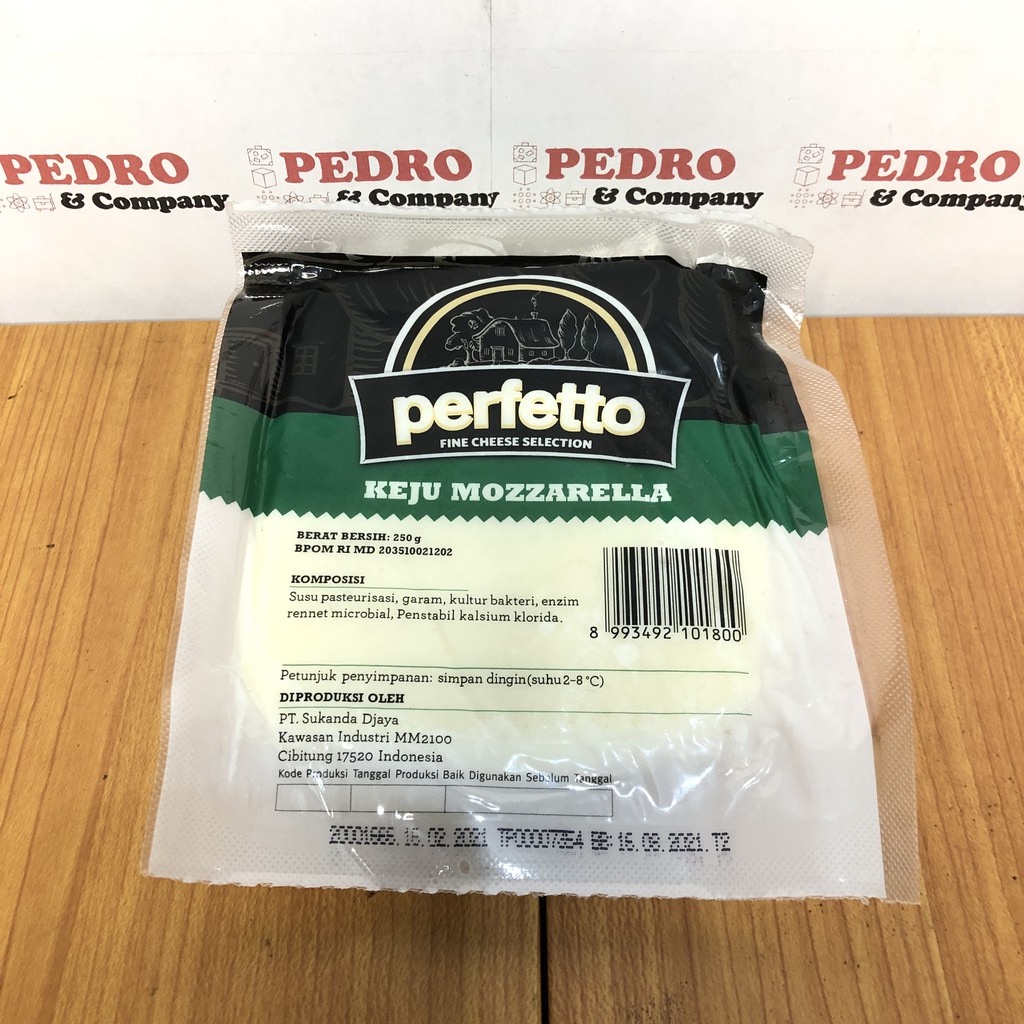 PEDRO
& Company
PEDRO
& Company
PEDRO
& Company
PEDRO
& Company
perfetto
FINE CHEESE SELECTION
KEJU MOZZARELLA
BERAT BERSIH: 250 g
BPOM RI MD 203510021202
KOMPOSISI
Susu pasteurisasi, garam, kultur bakteri, enzim
rennet microbial, Penstabil kalsium klorida.
8 993492 101800
Petunjuk penyimpanan: simpan dingin(suhu 2-8 °C)
DIPRODUKSI OLEH
PT. Sukanda Djaya
Kawasan Industri MM2100
Cibitung 17520 Indonesia
Kode Produksi Tanggal Produksi Baik Digunakan Sebelum Tanggal
16. 02. 2021 2021. T2